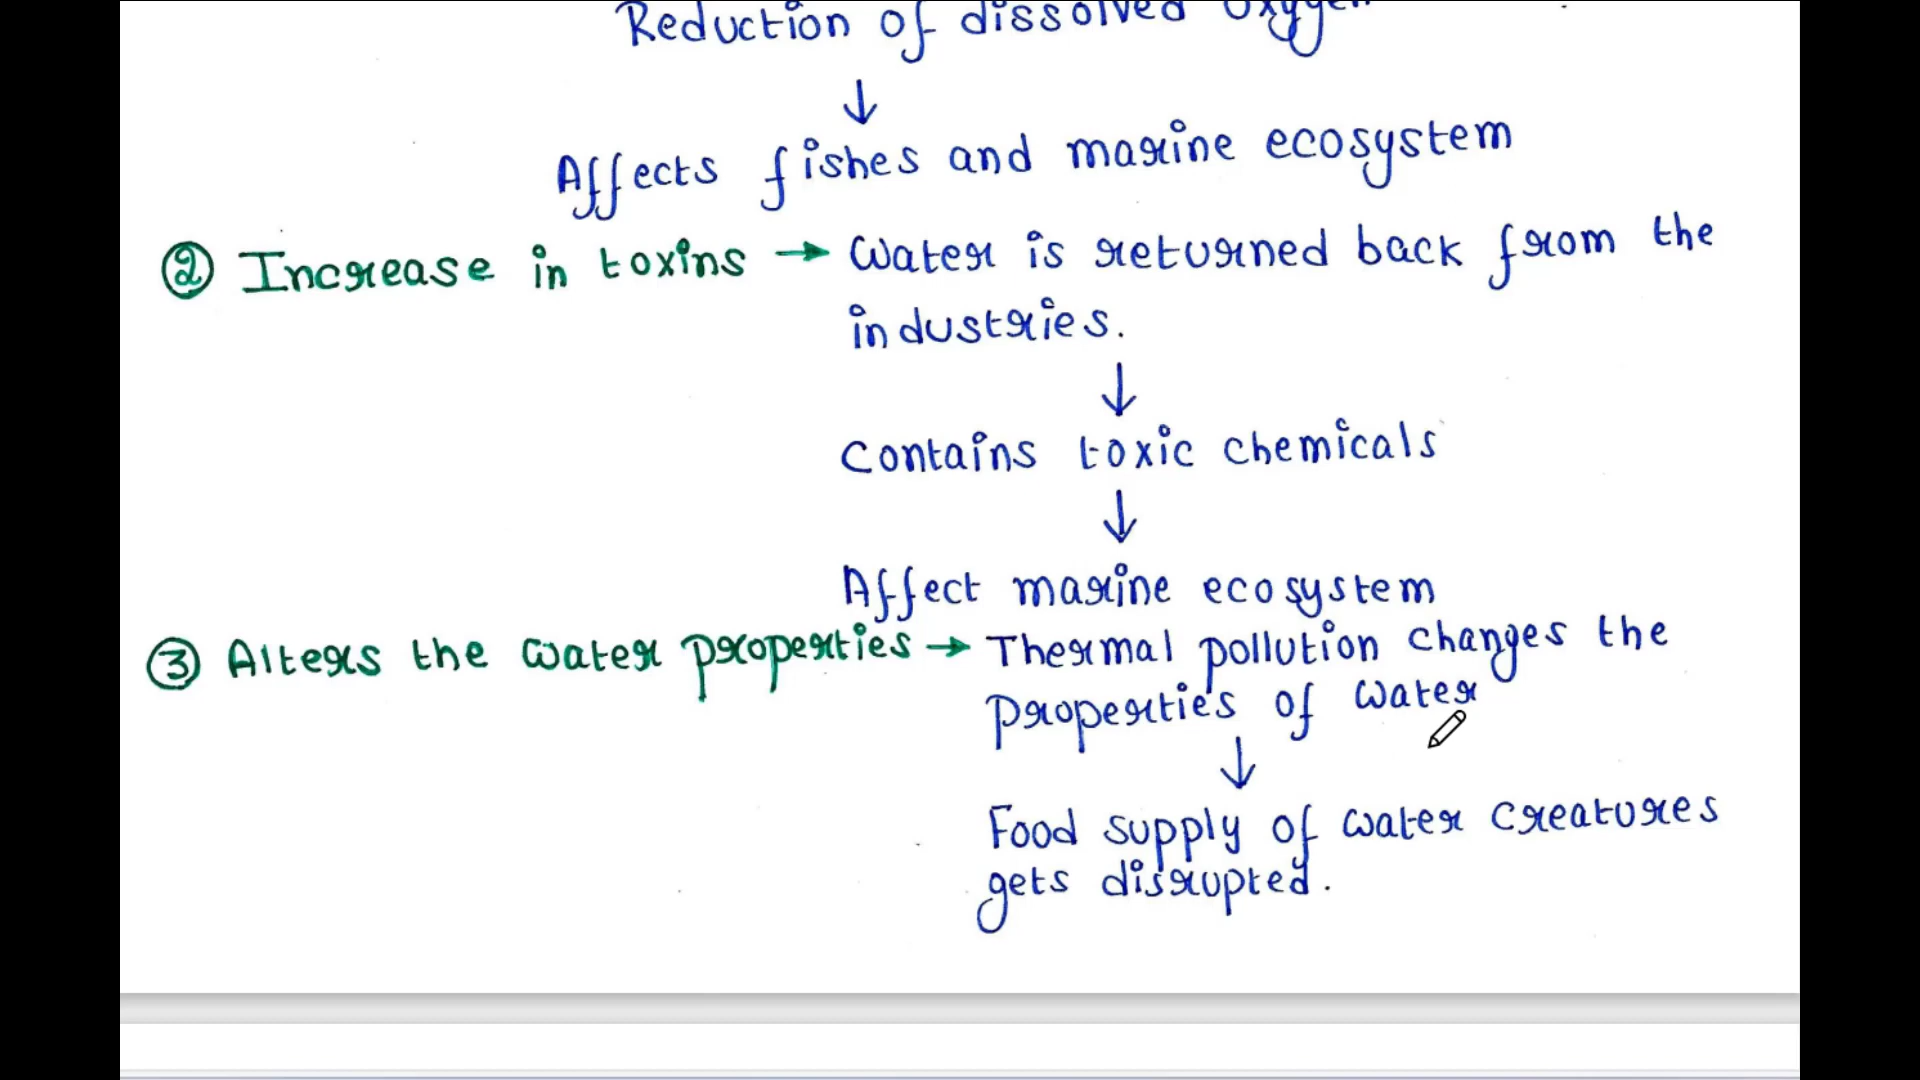 Reduction of dissolved oxygen
↓
Affects fishes and marine ecosystem
② Increase in toxins → Water is returned back from the
industries.
↓
Contains toxic chemicals
↓
Affect marine ecosystem
③ Alters the water properties → Thermal pollution changes the
properties of water
↓
Food supply of water creatures
gets disrupted.